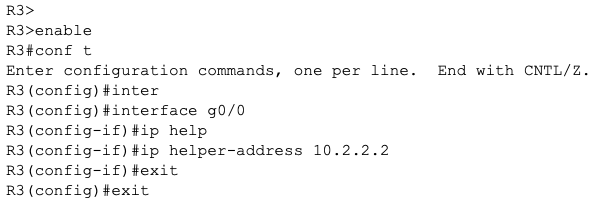 R3>
R3>enable
R3#conf t
Enter configuration commands, one per line.  End with CNTL/Z.
R3(config)#inter
R3(config)#interface g0/0
R3(config-if)#ip help
R3(config-if)#ip helper-address 10.2.2.2
R3(config-if)#exit
R3(config)#exit